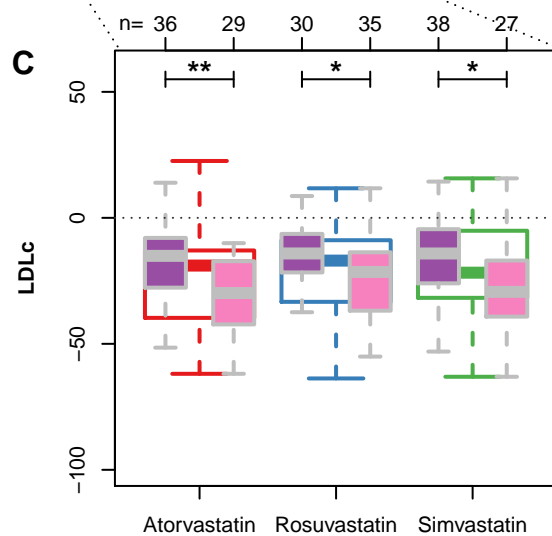 n= 36 29 30 35 38 27
C
** * *
50
0
−50
−100
LDLc
Atorvastatin Rosuvastatin Simvastatin